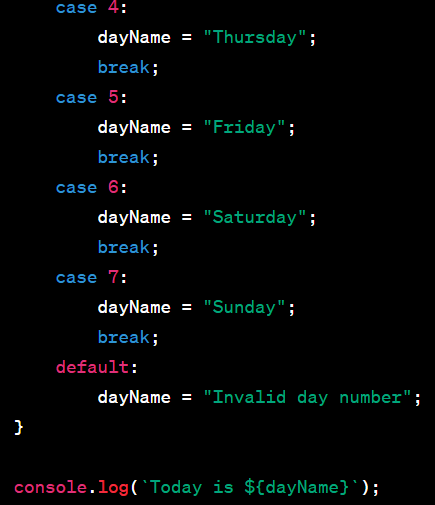 case 4:
        dayName = "Thursday";
        break;
    case 5:
        dayName = "Friday";
        break;
    case 6:
        dayName = "Saturday";
        break;
    case 7:
        dayName = "Sunday";
        break;
    default:
        dayName = "Invalid day number";
}

console.log(`Today is ${dayName}`);